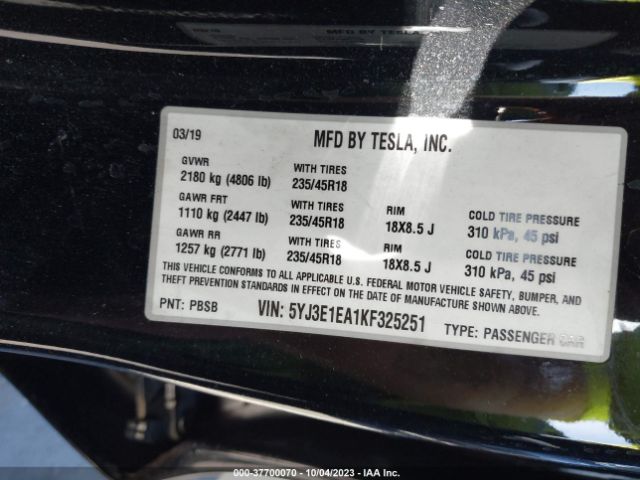 MFD BY TESLA
03/19
MFD BY TESLA, INC.
GVWR
2180 kg (4806 lb)
WITH TIRES
235/45R18
GAWR FRT
1110 kg (2447 lb)
WITH TIRES
235/45R18
RIM
18X8.5 J
COLD TIRE PRESSURE
310 kPa, 45 psi
GAWR RR
1257 kg (2771 lb)
WITH TIRES
235/45R18
RIM
18X8.5 J
COLD TIRE PRESSURE
310 kPa, 45 psi
THIS VEHICLE CONFORMS TO ALL APPLICABLE U.S. FEDERAL MOTOR VEHICLE SAFETY, BUMPER, AND
THEFT PREVENTION STANDARDS IN EFFECT ON THE DATE OF MANUFACTURE SHOWN ABOVE.
PNT: PBSB
VIN: 5YJ3E1EA1KF325251
TYPE: PASSENGER CAR
000-37700070 - 10/04/2023 - IAA Inc.